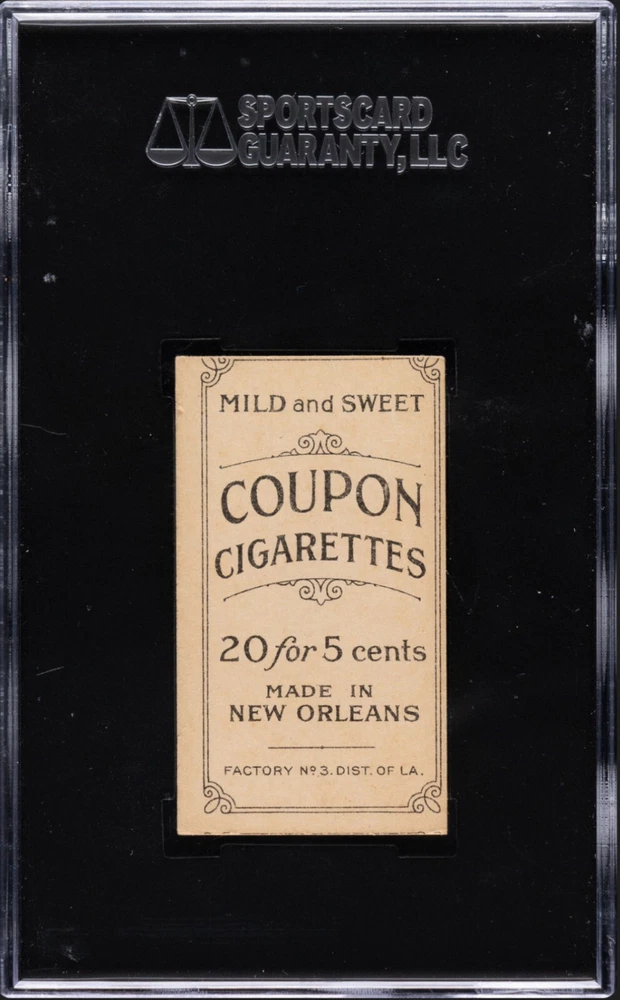 SPORTSCARD
GUARANTY, LLC
MILD and SWEET
COUPON
CIGARETTES
20 for 5 cents
MADE IN
NEW ORLEANS
FACTORY Nº 3. DIST. OF LA.